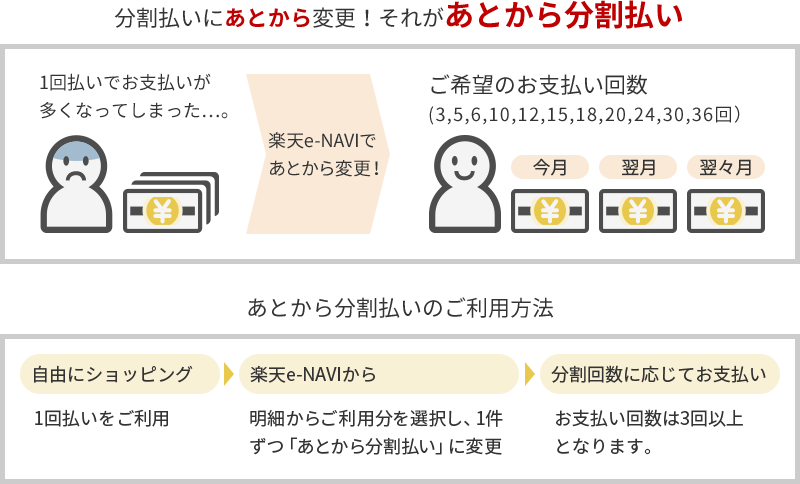 分割払いにあとから変更！それがあとから分割払い
1回払いでお支払いが
多くなってしまった…。
楽天e-NAVIで
あとから変更！
ご希望のお支払い回数
(3,5,6,10,12,15,18,20,24,30,36回）
今月
翌月
翌々月
あとから分割払いのご利用方法
自由にショッピング
1回払いをご利用
楽天e-NAVIから
明細からご利用分を選択し、1件
ずつ「あとから分割払い」に変更
分割回数に応じてお支払い
お支払い回数は3回以上
となります。